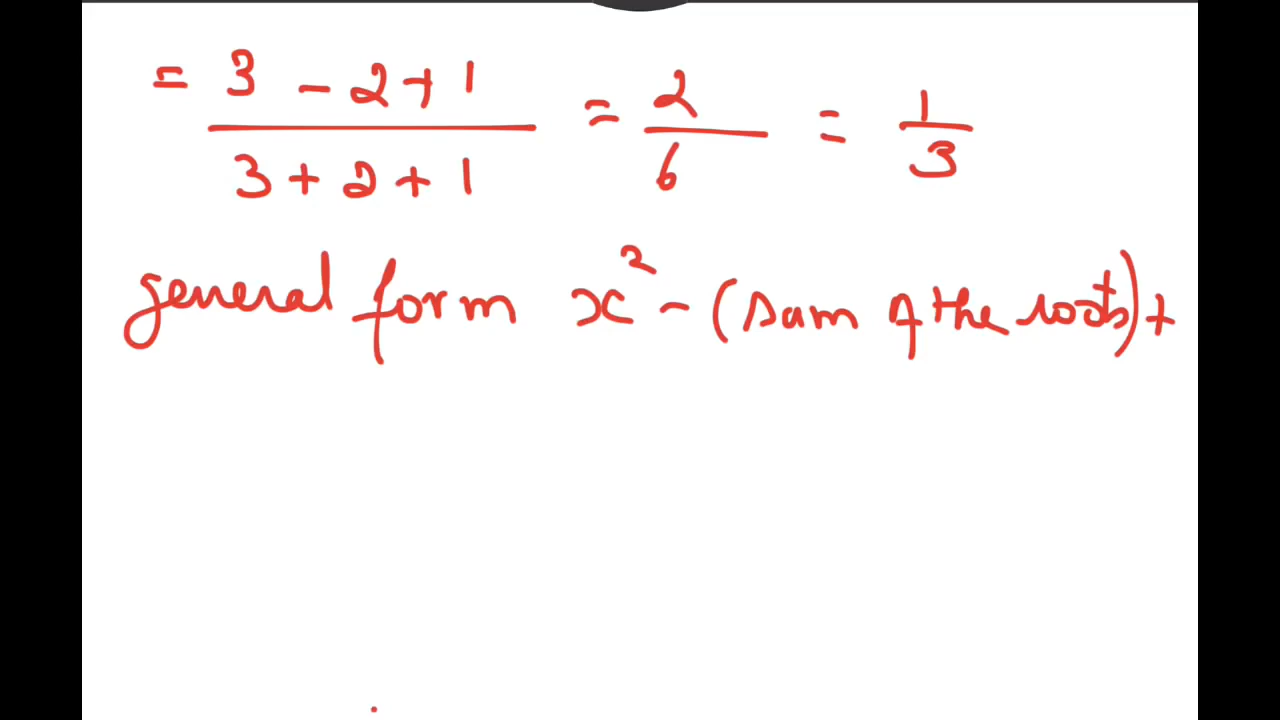 = 3 - 2 + 1 / 3 + 2 + 1 = 2/6 = 1/3
general form x² - (sum of the roots) +